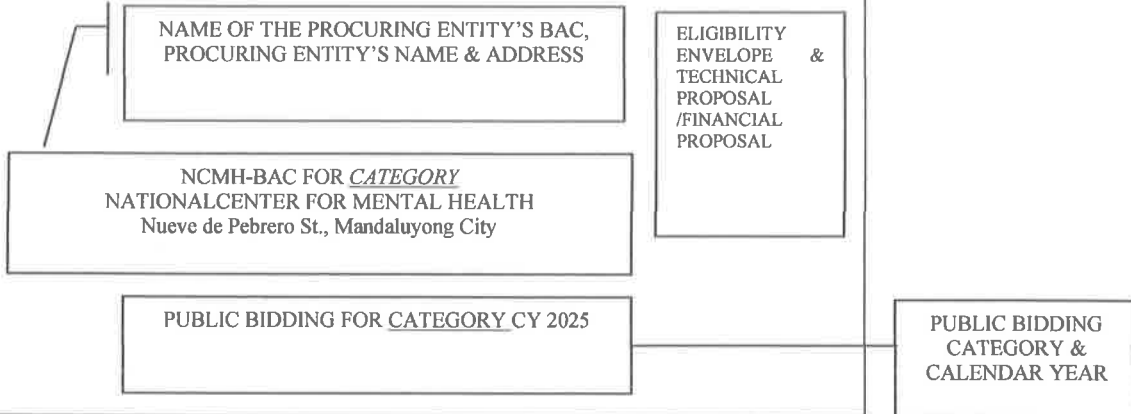 NAME OF THE PROCURING ENTITY'S BAC,
PROCURING ENTITY'S NAME & ADDRESS
ELIGIBILITY
ENVELOPE &
TECHNICAL
PROPOSAL
/FINANCIAL
PROPOSAL
NCMH-BAC FOR CATEGORY
NATIONALCENTER FOR MENTAL HEALTH
Nueve de Pebrero St., Mandaluyong City
PUBLIC BIDDING FOR CATEGORY CY 2025
PUBLIC BIDDING
CATEGORY &
CALENDAR YEAR